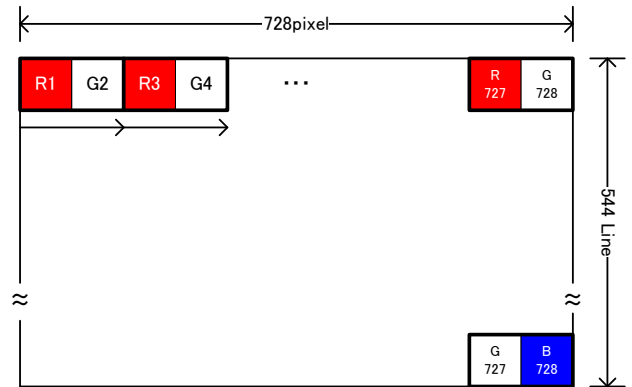 728pixel
R1 G2 R3 G4 ··· R 727 G 728
544 Line
≈ ≈
G 727 B 728